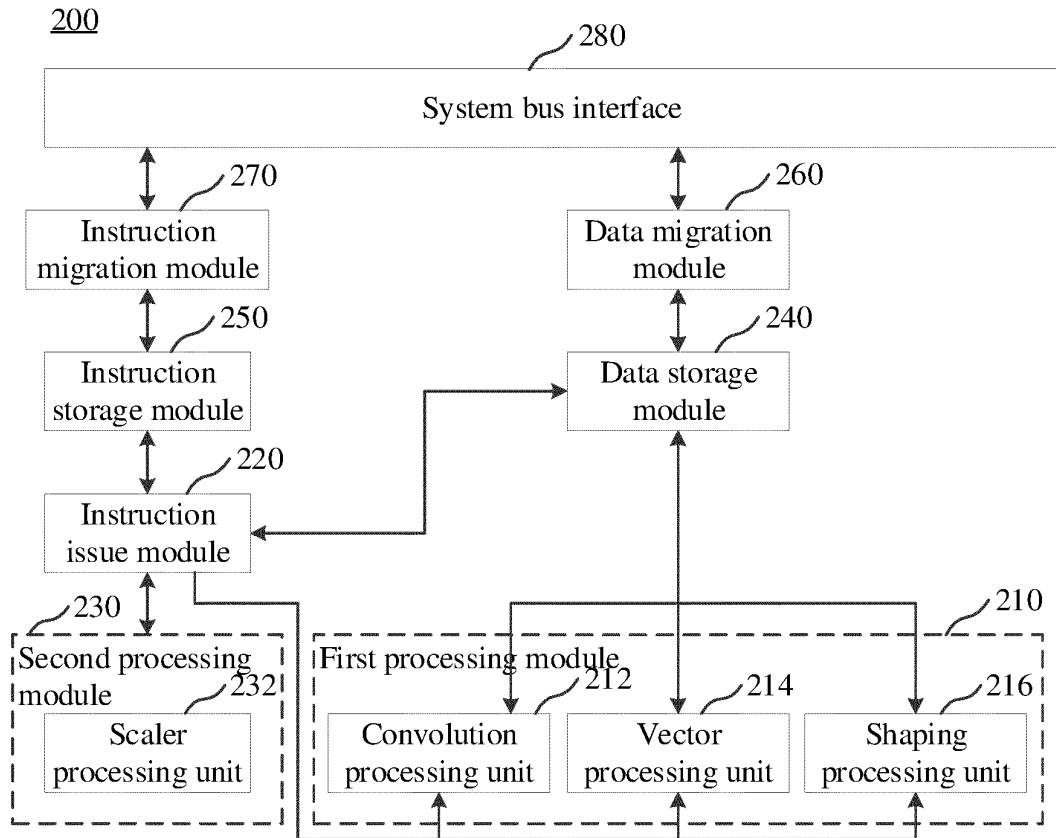 200
280
System bus interface
270
260
Instruction
migration module
Data migration
module
250
240
Instruction
storage module
Data storage
module
220
Instruction
issue module
230
210
Second processing
module
First processing module
232
212
214
216
Scaler
processing unit
Convolution
processing unit
Vector
processing unit
Shaping
processing unit